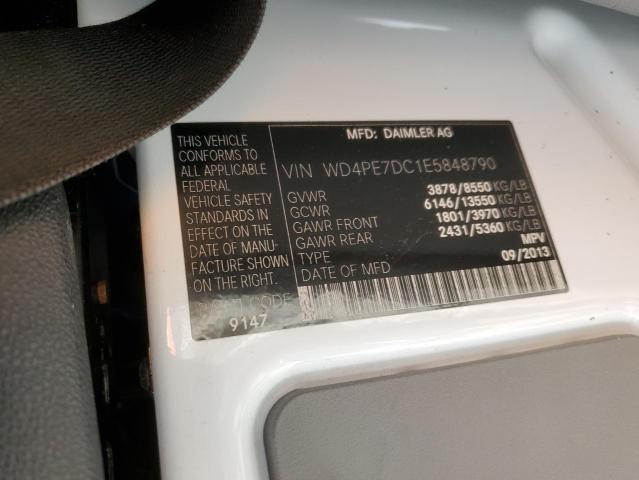 THIS VEHICLE
CONFORMS TO
ALL APPLICABLE
FEDERAL
VEHICLE SAFETY
STANDARDS IN
EFFECT ON THE
DATE OF MANU-
FACTURE SHOWN
ON THE RIGHT.
CODE
9147
MFD: DAIMLER AG
VIN WD4PE7DC1E5848790
GVWR 3878/8550 KG/LB
GCWR 6146/13550 KG/LB
GAWR FRONT 1801/3970 KG/LB
GAWR REAR 2431/5360 KG/LB
TYPE MPV
DATE OF MFD 09/2013